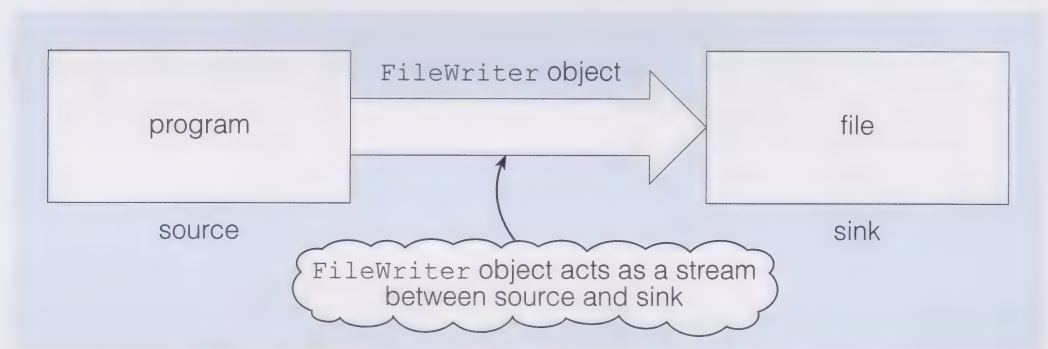 FileWriter object
program
file
source
sink
FileWriter object acts as a stream
between source and sink